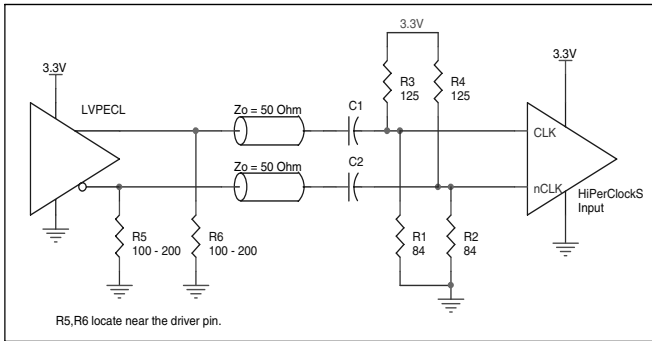 3.3V
3.3V
3.3V
LVPECL
R3
125
R4
125
Zo = 50 Ohm
C1
CLK
Zo = 50 Ohm
C2
nCLK
HiPerClockS
Input
R5
100 - 200
R6
100 - 200
R1
84
R2
84
R5,R6 locate near the driver pin.